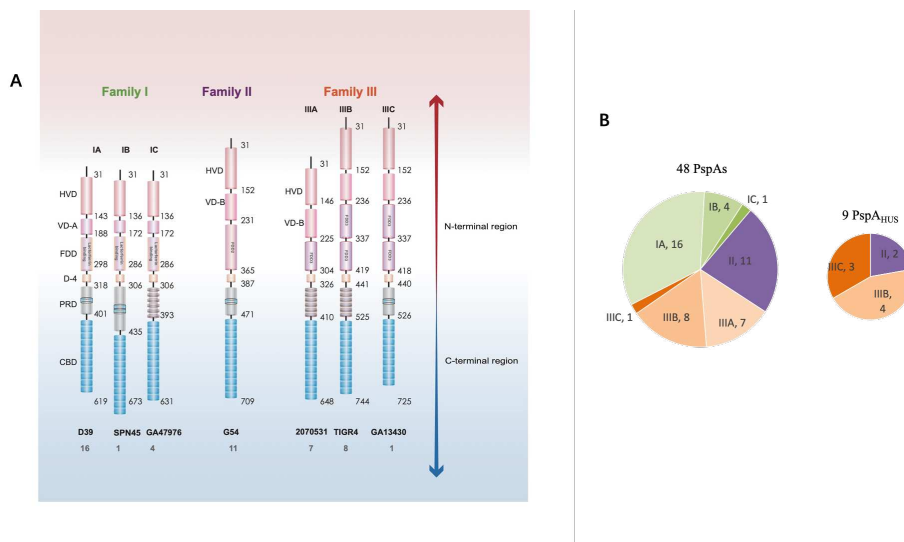 A
Family I
Family II
Family III
IA
IB
IC
IIIA
IIIB
IIIC
HVD
VD-A
FDD
D-4
PRD
CBD
31
143
188
298
318
401
619
31
136
172
286
306
435
673
31
136
172
286
306
393
631
HVD
VD-B
31
152
231
365
387
471
709
HVD
VD-B
31
146
225
304
326
410
648
31
152
236
337
419
441
525
744
31
152
236
337
418
440
526
725
N-terminal region
C-terminal region
D39
SPN45
GA47976
G54
2070531
TIGR4
GA13430
16
1
4
11
7
8
1
B
48 PspAs
IB, 4
IC, 1
IA, 16
II, 11
IIIC, 1
IIIB, 8
IIIA, 7
9 PspAHUS
IIIC, 3
II, 2
IIIB,
4